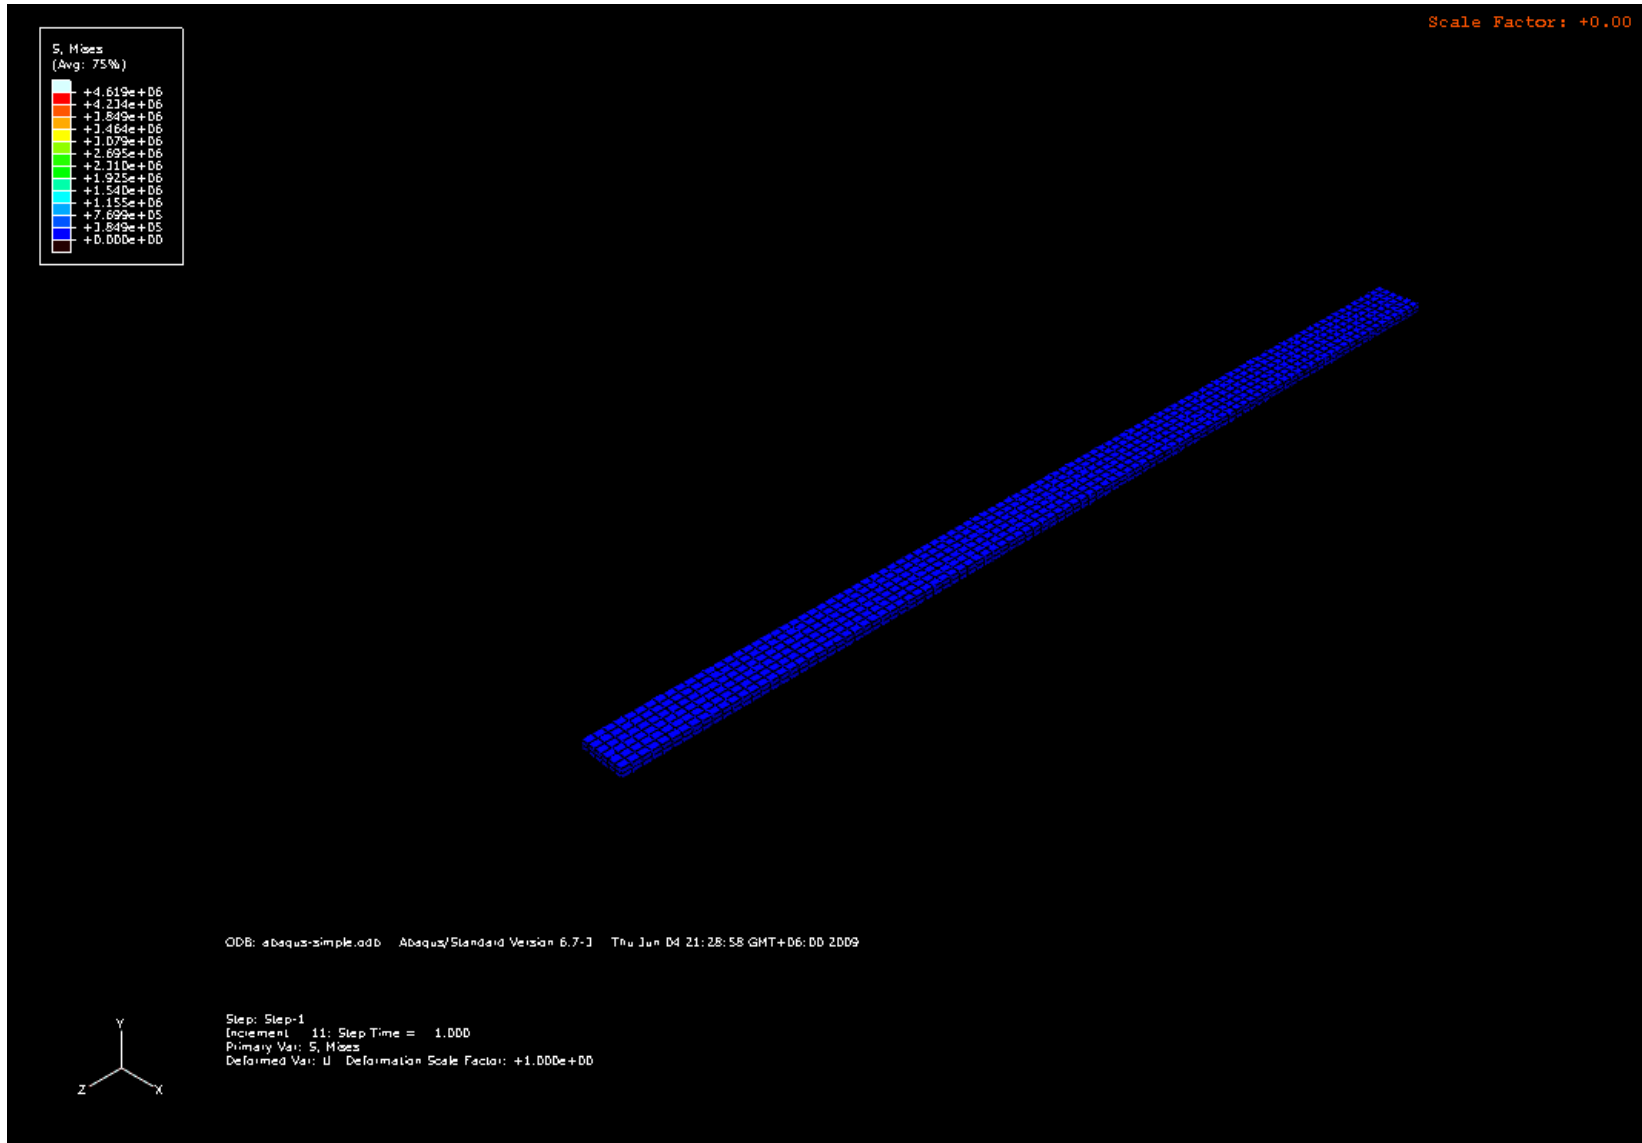 Scale Factor: +0.00
S, Mises
(Avg: 75%)
+4.619e+06
+4.234e+06
+3.849e+06
+3.464e+06
+3.079e+06
+2.695e+06
+2.310e+06
+1.925e+06
+1.540e+06
+1.155e+06
+7.699e+05
+3.849e+05
+0.000e+00
ODB: abaqus-simple.odb Abaqus/Standard Version 6.7-3 Thu Jun 04 21:28:58 GMT+06:00 2009
Step: Step-1
Increment 11: Step Time = 1.000
Primary Var: S, Mises
Deformed Var: U Deformation Scale Factor: +1.000e+00
Y
Z
X